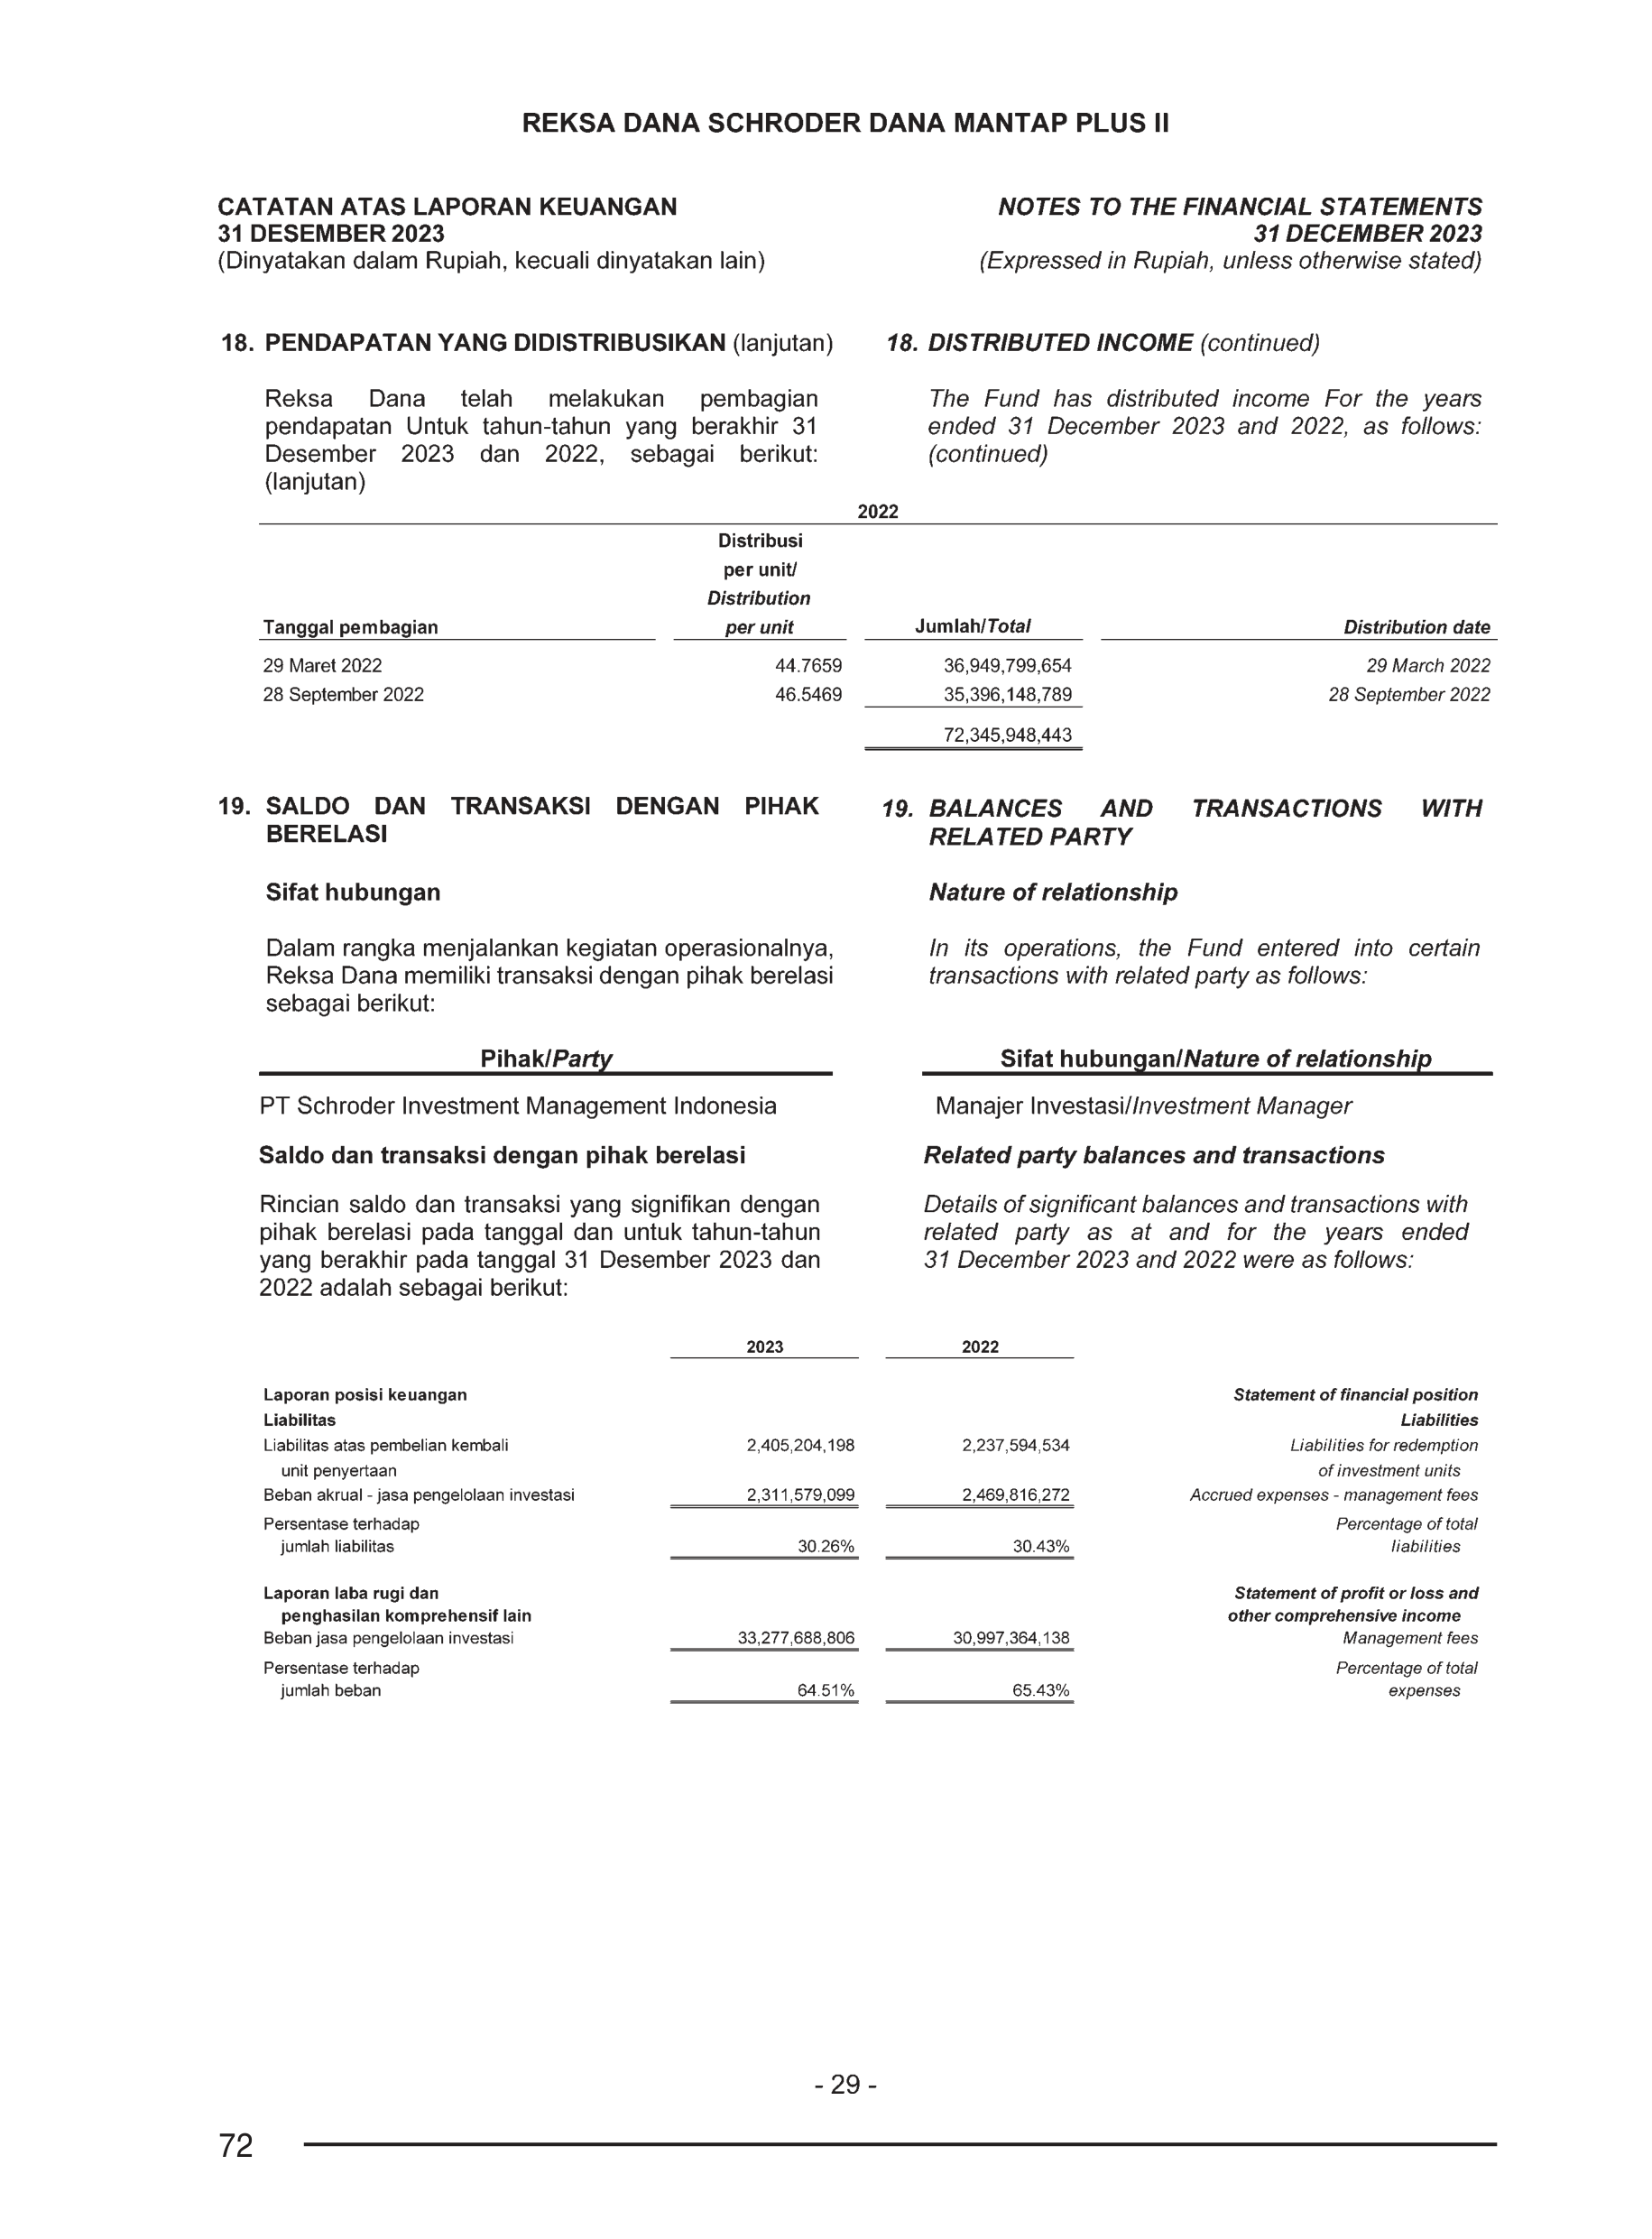 REKSA DANA SCHRODER DANA MANTAP PLUS II
CATATAN ATAS LAPORAN KEUANGAN
31 DESEMBER 2023
(Dinyatakan dalam Rupiah, kecuali dinyatakan lain)
NOTES TO THE FINANCIAL STATEMENTS
31 DECEMBER 2023
(Expressed in Rupiah, unless otherwise stated)
18. PENDAPATAN YANG DIDISTRIBUSIKAN (lanjutan)
Reksa Dana telah melakukan pembagian
pendapatan Untuk tahun-tahun yang berakhir 31
Desember 2023 dan 2022, sebagai berikut:
(lanjutan)
18. DISTRIBUTED INCOME (continued)
The Fund has distributed income For the years
ended 31 December 2023 and 2022, as follows:
(continued)
2022
Distribusi
per unit/
Distribution
Tanggal pembagian per unit Jumlah/Total Distribution date
29 Maret 2022 44.7659 36,949,799,654 29 March 2022
28 September 2022 46.5469 35,396,148,789 28 September 2022
72,345,948,443
19. SALDO DAN TRANSAKSI DENGAN PIHAK
BERELASI
Sifat hubungan
Dalam rangka menjalankan kegiatan operasionalnya,
Reksa Dana memiliki transaksi dengan pihak berelasi
sebagai berikut:
19. BALANCES AND TRANSACTIONS WITH
RELATED PARTY
Nature of relationship
In its operations, the Fund entered into certain
transactions with related party as follows:
Pihak/Party Sifat hubungan/Nature of relationship
PT Schroder Investment Management Indonesia Manajer Investasi/Investment Manager
Saldo dan transaksi dengan pihak berelasi
Rincian saldo dan transaksi yang signifikan dengan
pihak berelasi pada tanggal dan untuk tahun-tahun
yang berakhir pada tanggal 31 Desember 2023 dan
2022 adalah sebagai berikut:
Related party balances and transactions
Details of significant balances and transactions with
related party as at and for the years ended
31 December 2023 and 2022 were as follows:
2023 2022
Laporan posisi keuangan Statement of financial position
Liabilitas Liabilities
Liabilitas atas pembelian kembali 2,405,204,198 2,237,594,534 Liabilities for redemption
unit penyertaan of investment units
Beban akrual - jasa pengelolaan investasi 2,311,579,099 2,469,816,272 Accrued expenses - management fees
Persentase terhadap Percentage of total
jumlah liabilitas 30.26% 30.43% liabilities
Laporan laba rugi dan Statement of profit or loss and
penghasilan komprehensif lain other comprehensive income
Beban jasa pengelolaan investasi 33,277,688,806 30,997,364,138 Management fees
Persentase terhadap Percentage of total
jumlah beban 64.51% 65.43% expenses
- 29 -
72